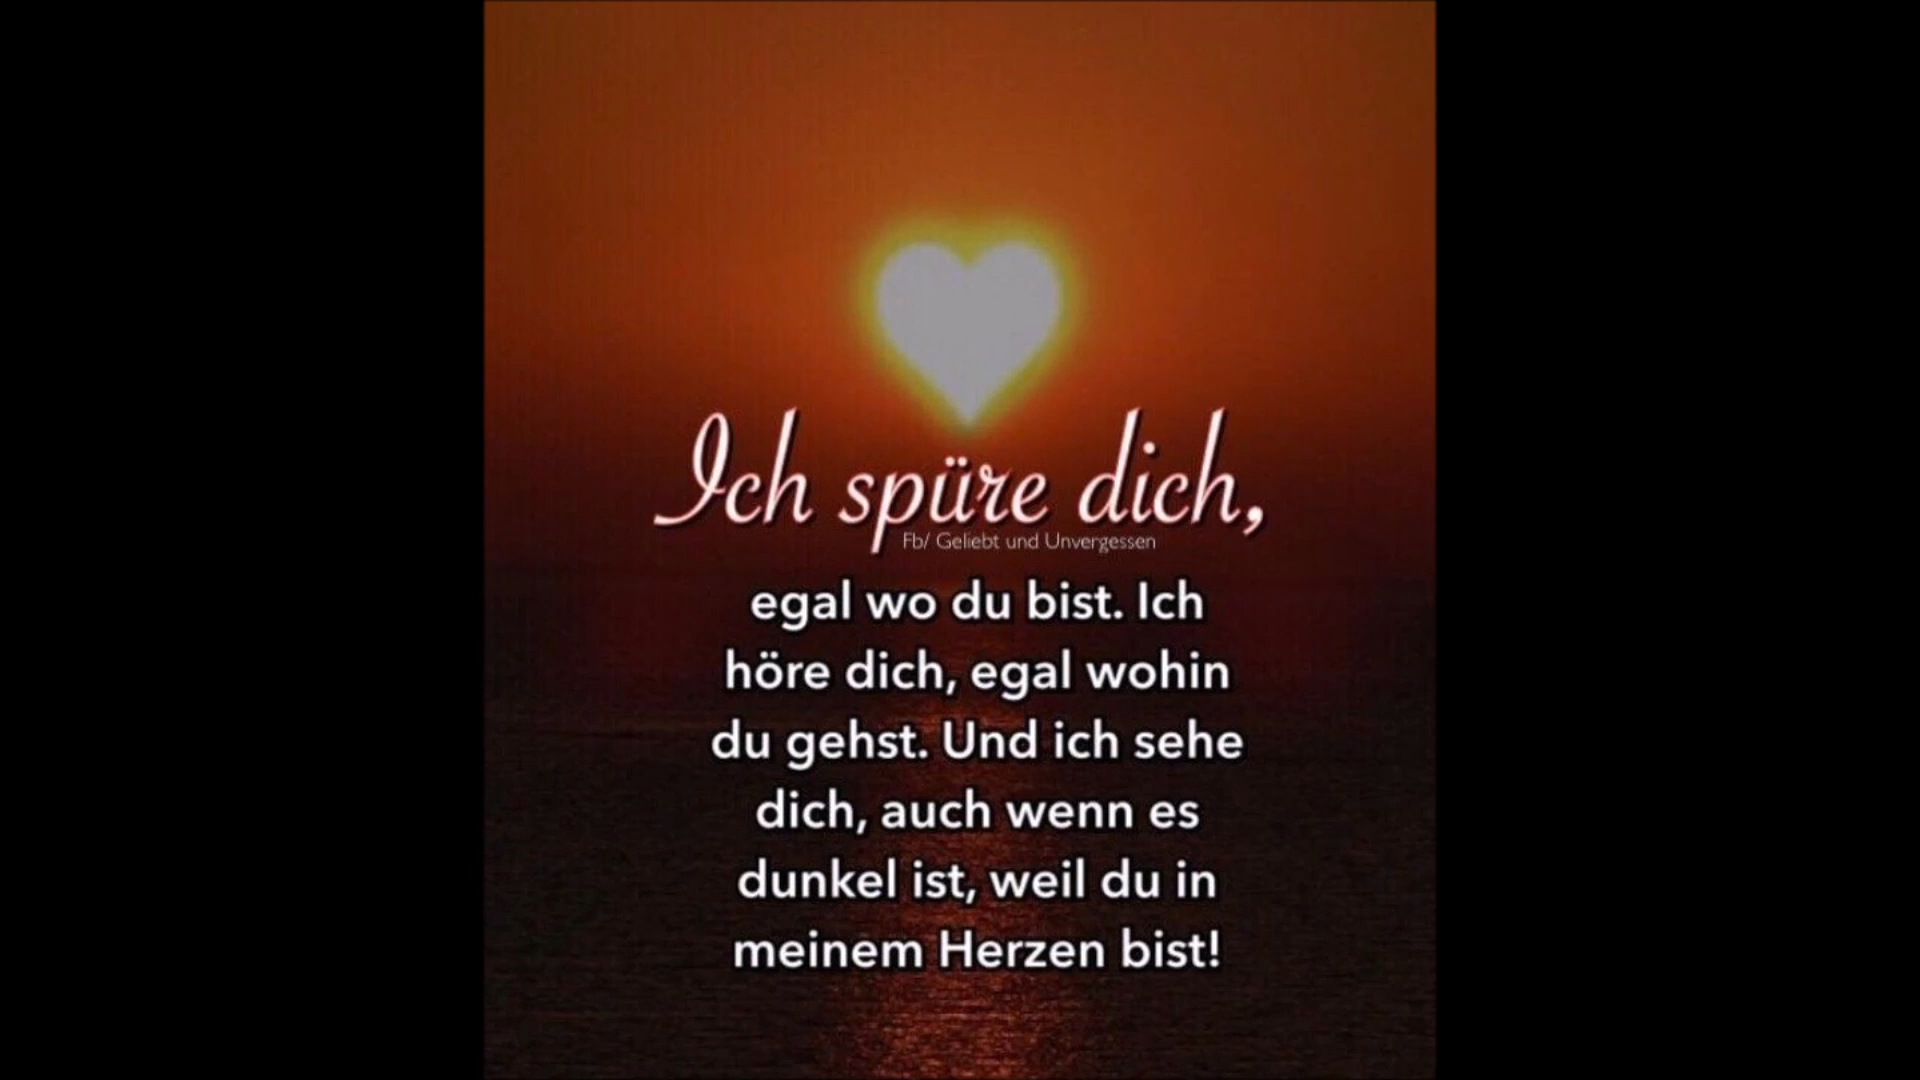 Ich spüre dich,
Fb/ Geliebt und Unvergessen
egal wo du bist. Ich
höre dich, egal wohin
du gehst. Und ich sehe
dich, auch wenn es
dunkel ist, weil du in
meinem Herzen bist!